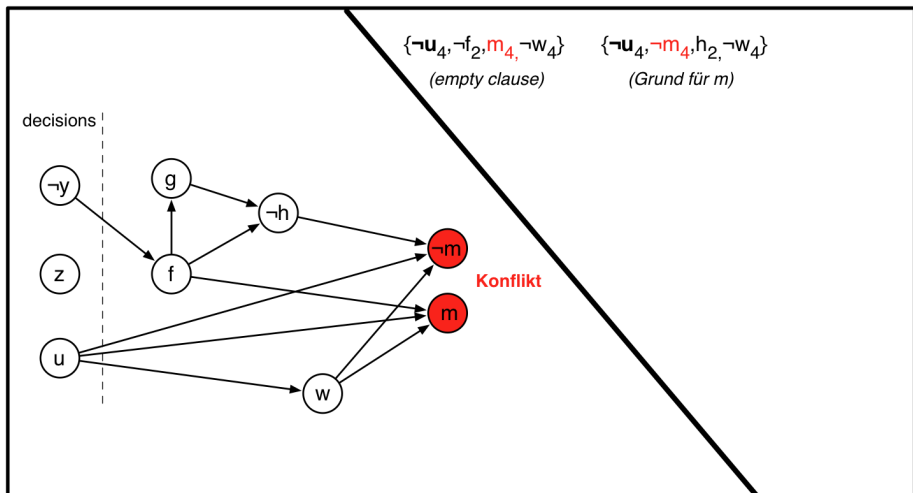 {¬u₄,¬f₂,m₄,¬w₄} {¬u₄,¬m₄,h₂,¬w₄}
(empty clause) (Grund für m)
decisions
¬y
g
¬h
¬m
z
f
Konflikt
m
u
w